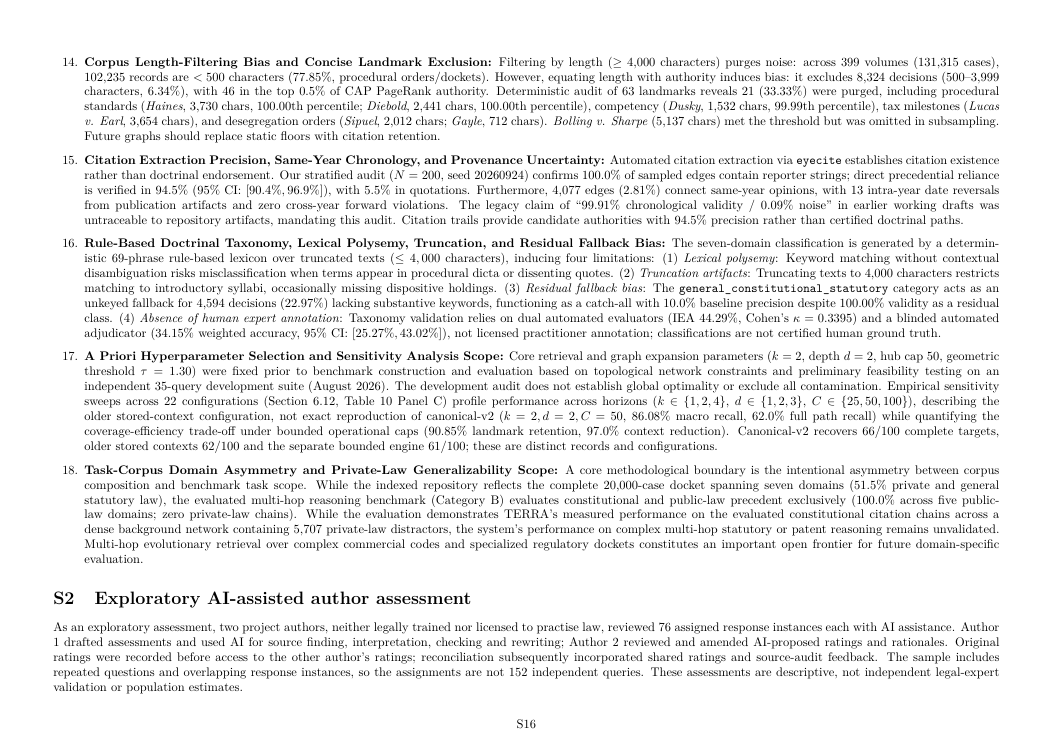 14. Corpus Length-Filtering Bias and Concise Landmark Exclusion: Filtering by length (≥ 4,000 characters) purges noise: across 399 volumes (131,315 cases),
102,235 records are < 500 characters (77.85%, procedural orders/dockets). However, equating length with authority induces bias: it excludes 8,324 decisions (500–3,999
characters, 6.34%), with 46 in the top 0.5% of CAP PageRank authority. Deterministic audit of 63 landmarks reveals 21 (33.33%) were purged, including procedural
standards (Haines, 3,730 chars, 100.00th percentile; Diebold, 2,441 chars, 100.00th percentile), competency (Dusky, 1,532 chars, 99.99th percentile), tax milestones (Lucas
v. Earl, 3,654 chars), and desegregation orders (Sipuel, 2,012 chars; Gayle, 712 chars). Bolling v. Sharpe (5,137 chars) met the threshold but was omitted in subsampling.
Future graphs should replace static floors with citation retention.
15. Citation Extraction Precision, Same-Year Chronology, and Provenance Uncertainty: Automated citation extraction via eyecite establishes citation existence
rather than doctrinal endorsement. Our stratified audit (N = 200, seed 20260924) confirms 100.0% of sampled edges contain reporter strings; direct precedential reliance
is verified in 94.5% (95% CI: [90.4%, 96.9%]), with 5.5% in quotations. Furthermore, 4,077 edges (2.81%) connect same-year opinions, with 13 intra-year date reversals
from publication artifacts and zero cross-year forward violations. The legacy claim of “99.91% chronological validity / 0.09% noise” in earlier working drafts was
untraceable to repository artifacts, mandating this audit. Citation trails provide candidate authorities with 94.5% precision rather than certified doctrinal paths.
16. Rule-Based Doctrinal Taxonomy, Lexical Polysemy, Truncation, and Residual Fallback Bias: The seven-domain classification is generated by a determin-
istic 69-phrase rule-based lexicon over truncated texts (≤ 4,000 characters), inducing four limitations: (1) Lexical polysemy: Keyword matching without contextual
disambiguation risks misclassification when terms appear in procedural dicta or dissenting quotes. (2) Truncation artifacts: Truncating texts to 4,000 characters restricts
matching to introductory syllabi, occasionally missing dispositive holdings. (3) Residual fallback bias: The general_constitutional_statutory category acts as an
unkeyed fallback for 4,594 decisions (22.97%) lacking substantive keywords, functioning as a catch-all with 10.0% baseline precision despite 100.00% validity as a residual
class. (4) Absence of human expert annotation: Taxonomy validation relies on dual automated evaluators (IEA 44.29%, Cohen's κ = 0.3395) and a blinded automated
adjudicator (34.15% weighted accuracy, 95% CI: [25.27%, 43.02%]), not licensed practitioner annotation; classifications are not certified human ground truth.
17. A Priori Hyperparameter Selection and Sensitivity Analysis Scope: Core retrieval and graph expansion parameters (k = 2, depth d = 2, hub cap 50, geometric
threshold τ = 1.30) were fixed prior to benchmark construction and evaluation based on topological network constraints and preliminary feasibility testing on an
independent 35-query development suite (August 2026). The development audit does not establish global optimality or exclude all contamination. Empirical sensitivity
sweeps across 22 configurations (Section 6.12, Table 10 Panel C) profile performance across horizons (k ∈ {1, 2, 4}, d ∈ {1, 2, 3}, C ∈ {25, 50, 100}), describing the
older stored-context configuration, not exact reproduction of canonical-v2 (k = 2, d = 2, C = 50, 86.08% macro recall, 62.0% full path recall) while quantifying the
coverage-efficiency trade-off under bounded operational caps (90.85% landmark retention, 97.0% context reduction). Canonical-v2 recovers 66/100 complete targets,
older stored contexts 62/100 and the separate bounded engine 61/100; these are distinct records and configurations.
18. Task-Corpus Domain Asymmetry and Private-Law Generalizability Scope: A core methodological boundary is the intentional asymmetry between corpus
composition and benchmark task scope. While the indexed repository reflects the complete 20,000-case docket spanning seven domains (51.5% private and general
statutory law), the evaluated multi-hop reasoning benchmark (Category B) evaluates constitutional and public-law precedent exclusively (100.0% across five public-
law domains; zero private-law chains). While the evaluation demonstrates TERRA's measured performance on the evaluated constitutional citation chains across a
dense background network containing 5,707 private-law distractors, the system's performance on complex multi-hop statutory or patent reasoning remains unvalidated.
Multi-hop evolutionary retrieval over complex commercial codes and specialized regulatory dockets constitutes an important open frontier for future domain-specific
evaluation.
S2 Exploratory AI-assisted author assessment
As an exploratory assessment, two project authors, neither legally trained nor licensed to practise law, reviewed 76 assigned response instances each with AI assistance. Author
1 drafted assessments and used AI for source finding, interpretation, checking and rewriting; Author 2 reviewed and amended AI-proposed ratings and rationales. Original
ratings were recorded before access to the other author's ratings; reconciliation subsequently incorporated shared ratings and source-audit feedback. The sample includes
repeated questions and overlapping response instances, so the assignments are not 152 independent queries. These assessments are descriptive, not independent legal-expert
validation or population estimates.
S16